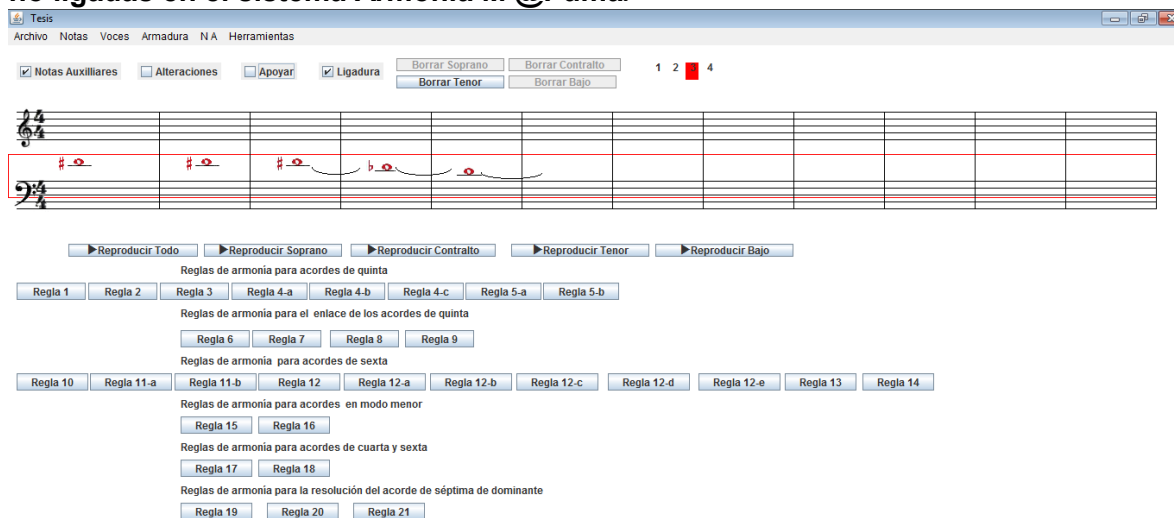 no ligadas en el sistema Armonía III @Puma.
Tesis
Archivo Notas Voces Armadura N A Herramientas
Notas Auxilliares Alteraciones Apoyar Ligadura Borrar Soprano Borrar Contralto 1 2 3 4
Borrar Tenor Borrar Bajo
4
4
4
4
Reproducir Todo Reproducir Soprano Reproducir Contralto Reproducir Tenor Reproducir Bajo
Reglas de armonía para acordes de quinta
Regla 1 Regla 2 Regla 3 Regla 4-a Regla 4-b Regla 4-c Regla 5-a Regla 5-b
Reglas de armonía para el enlace de los acordes de quinta
Regla 6 Regla 7 Regla 8 Regla 9
Reglas de armonía para acordes de sexta
Regla 10 Regla 11-a Regla 11-b Regla 12 Regla 12-a Regla 12-b Regla 12-c Regla 12-d Regla 12-e Regla 13 Regla 14
Reglas de armonía para acordes en modo menor
Regla 15 Regla 16
Reglas de armonía para acordes de cuarta y sexta
Regla 17 Regla 18
Reglas de armonía para la resolución del acorde de séptima de dominante
Regla 19 Regla 20 Regla 21